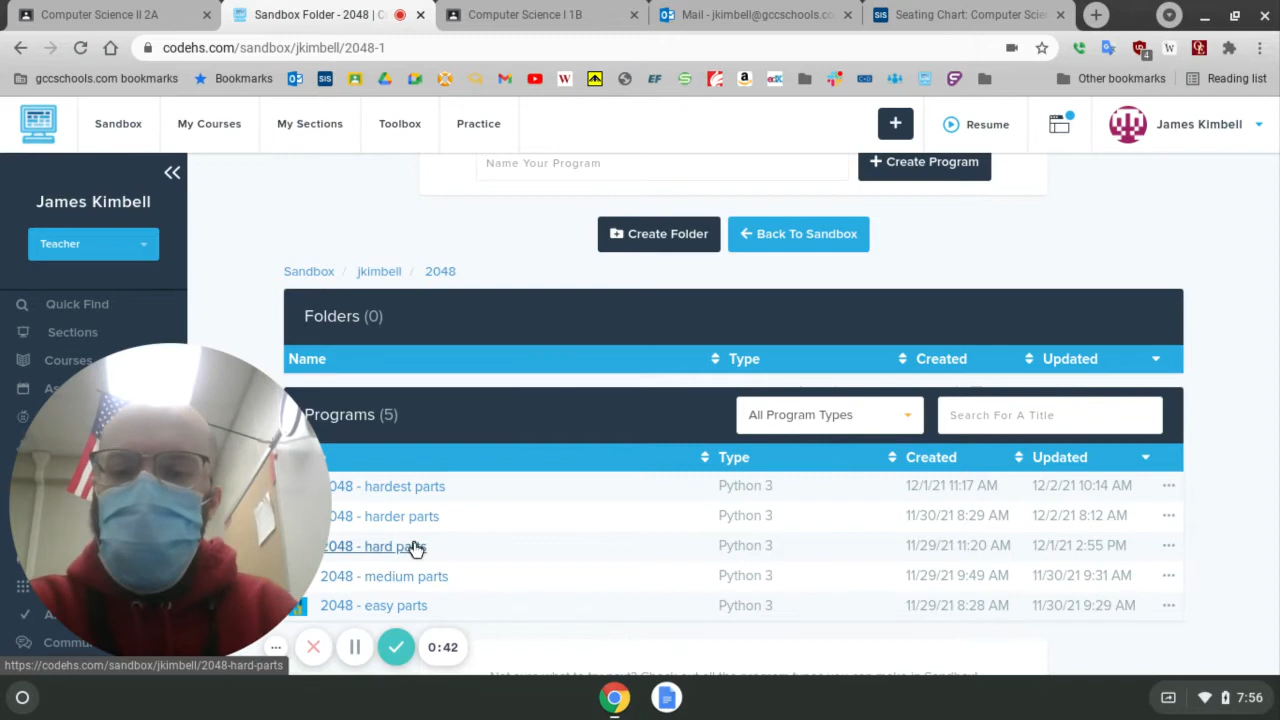 Computer Science II 2A
Sandbox Folder - 2048 | C
Computer Science I 1B
Mail - jkimbell@gccschools.co
Seating Chart: Computer Scie
codehs.com/sandbox/jkimbell/2048-1
gccschools.com bookmarks
Bookmarks
Other bookmarks
Reading list
Sandbox
My Courses
My Sections
Toolbox
Practice
Resume
James Kimbell
James Kimbell
Teacher
Quick Find
Sections
Courses
Name Your Program
Create Program
Create Folder
Back To Sandbox
Sandbox / jkimbell / 2048
Folders (0)
Name Type Created Updated
Programs (5)
All Program Types
Search For A Title
Type Created Updated
2048 - hardest parts Python 3 12/1/21 11:17 AM 12/2/21 10:14 AM
2048 - harder parts Python 3 11/30/21 8:29 AM 12/2/21 8:12 AM
2048 - hard parts Python 3 11/29/21 11:20 AM 12/1/21 2:55 PM
2048 - medium parts Python 3 11/29/21 9:49 AM 11/30/21 9:31 AM
2048 - easy parts Python 3 11/29/21 8:28 AM 11/30/21 9:29 AM
0:42
https://codehs.com/sandbox/jkimbell/2048-hard-parts
7:56